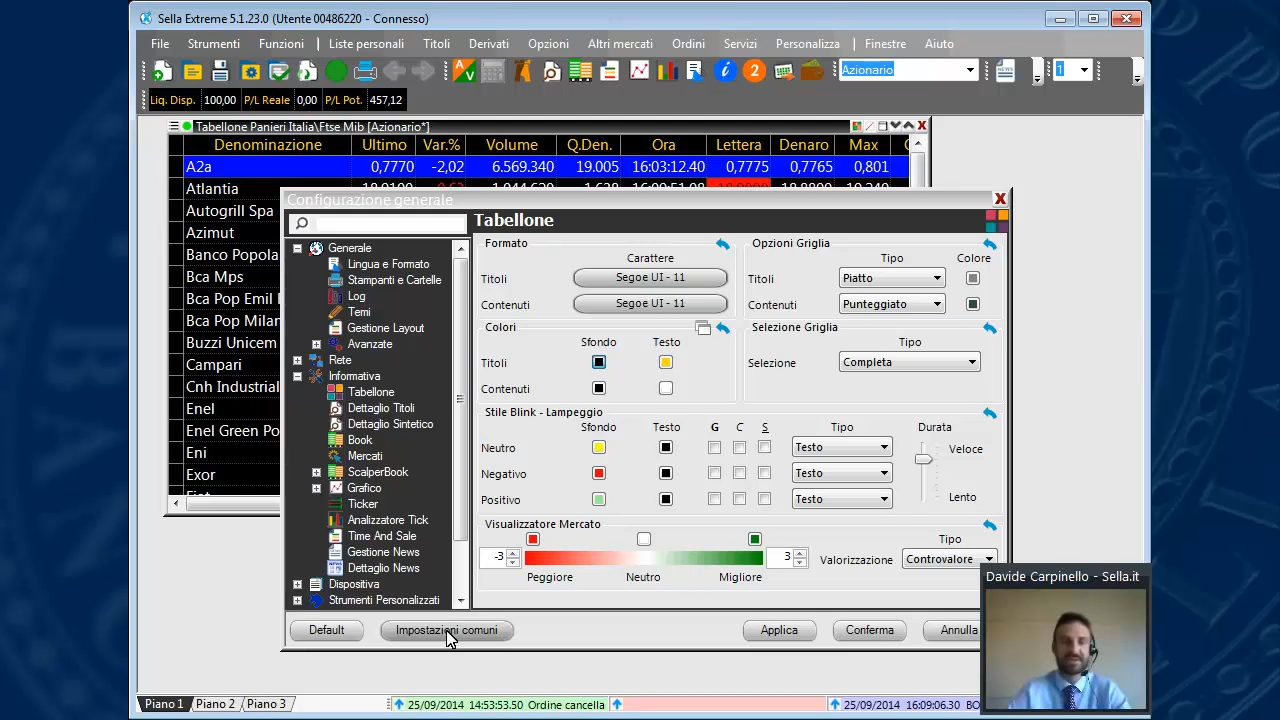 Sella Extreme 5.1.23.0 (Utente 00486220 - Connesso)
File Strumenti Funzioni Liste personali Titoli Derivati Opzioni Altri mercati Ordini Servizi Personalizza Finestre Aiuto
Azionario 1
Liq. Disp. 100,00 P/L Reale 0,00 P/L Pot. 457,12
Tabellone Panieri Italia\Ftse Mib [Azionario*]
Denominazione Ultimo Var.% Volume Q.Den. Ora Lettera Denaro Max
A2a 0,7770 -2,02 6.569.340 19.005 16:03:12.40 0,7775 0,7765 0,801
Atlantia
Autogrill Spa
Azimut
Banco Popola
Bca Mps
Bca Pop Emil
Bca Pop Milan
Buzzi Unicem
Campari
Cnh Industrial
Enel
Enel Green Po
Eni
Exor
Configurazione generale
Generale
Lingua e Formato
Stampanti e Cartelle
Log
Temi
Gestione Layout
Avanzate
Rete
Informativa
Tabellone
Dettaglio Titoli
Dettaglio Sintetico
Book
Mercati
ScalperBook
Grafico
Ticker
Analizzatore Tick
Time And Sale
Gestione News
Dettaglio News
Dispositiva
Strumenti Personalizzati
Tabellone
Formato
Carattere
Titoli Segoe UI - 11
Contenuti Segoe UI - 11
Opzioni Griglia
Tipo Colore
Titoli Piatto
Contenuti Punteggiato
Colori
Sfondo Testo
Titoli
Contenuti
Selezione Griglia
Tipo
Selezione Completa
Stile Blink - Lampeggio
Sfondo Testo G C S Tipo Durata
Neutro Testo Veloce
Negativo Testo
Positivo Testo Lento
Visualizzatore Mercato
Tipo
-3 3 Valorizzazione Controvalore
Peggiore Neutro Migliore
Default Impostazioni comuni Applica Conferma Annulla
Davide Carpinello - Sella.it
Piano 1 Piano 2 Piano 3 25/09/2014 14:53:53.50 Ordine cancella 25/09/2014 16:09:06.30 BO